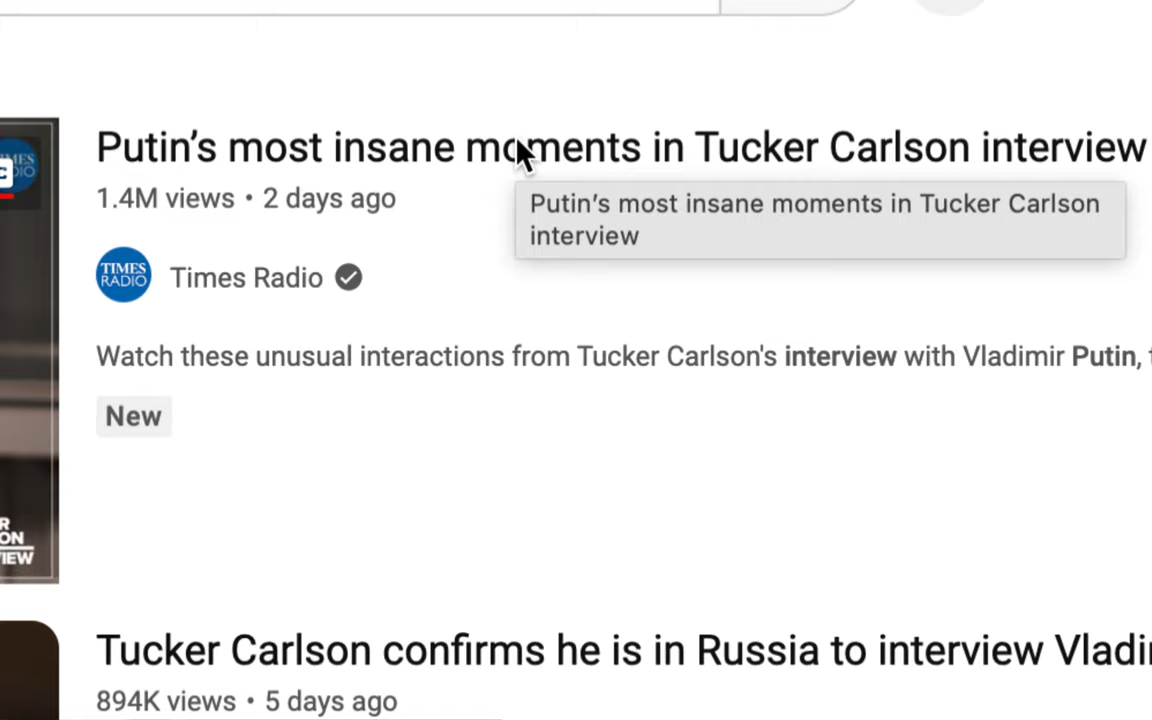 Putin’s most insane moments in Tucker Carlson interview
1.4M views • 2 days ago
Putin’s most insane moments in Tucker Carlson
interview
TIMES
RADIO
Times Radio
Watch these unusual interactions from Tucker Carlson's interview with Vladimir Putin,
New
Tucker Carlson confirms he is in Russia to interview
894K views • 5 days ago